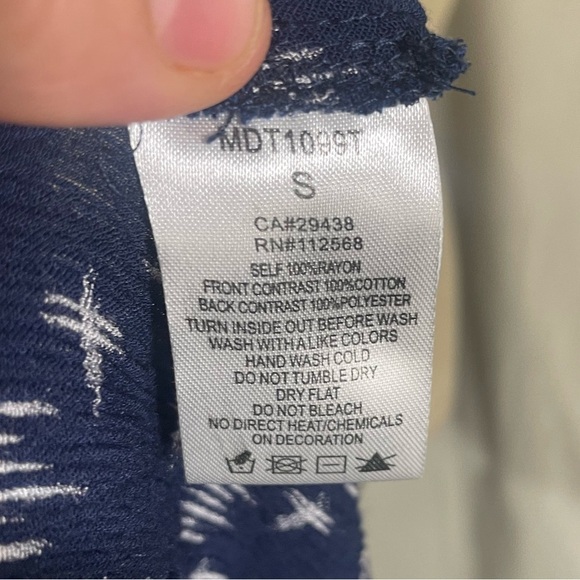 MDT1099T
S
CA#29438
RN#112568
SELF 100%RAYON
FRONT CONTRAST 100%COTTON
BACK CONTRAST 100%POLYESTER
TURN INSIDE OUT BEFORE WASH
WASH WITH A LIKE COLORS
HAND WASH COLD
DO NOT TUMBLE DRY
DRY FLAT
DO NOT BLEACH
NO DIRECT HEAT/CHEMICALS
ON DECORATION